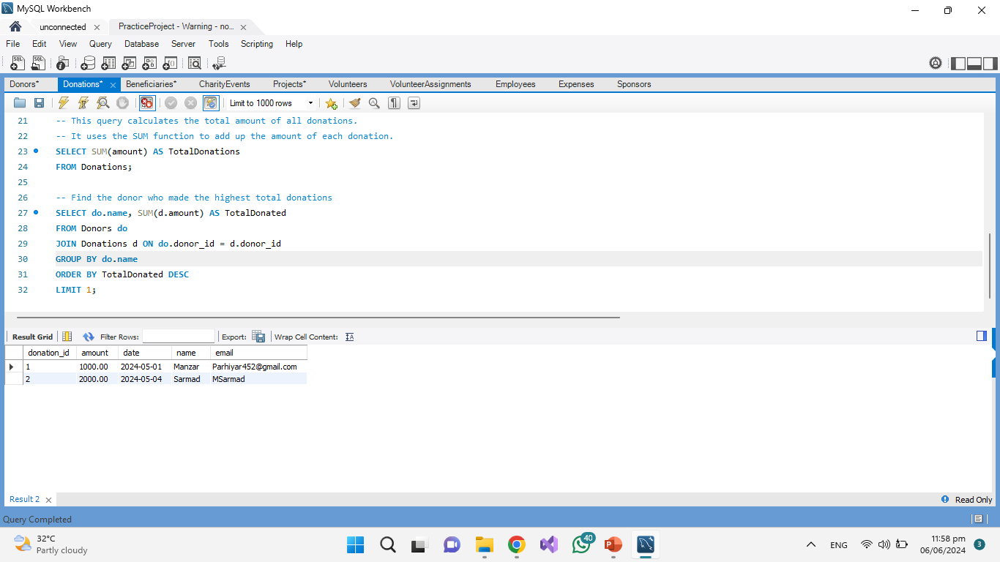 MySQL Workbench
unconnected
PracticeProject - Warning - no...
File Edit View Query Database Server Tools Scripting Help
Donors* Donations* Beneficiaries* CharityEvents Projects* Volunteers VolunteerAssignments Employees Expenses Sponsors
Limit to 1000 rows
21 -- This query calculates the total amount of all donations.
22 -- It uses the SUM function to add up the amount of each donation.
23 SELECT SUM(amount) AS TotalDonations
24 FROM Donations;
25
26 -- Find the donor who made the highest total donations
27 SELECT do.name, SUM(d.amount) AS TotalDonated
28 FROM Donors do
29 JOIN Donations d ON do.donor_id = d.donor_id
30 GROUP BY do.name
31 ORDER BY TotalDonated DESC
32 LIMIT 1;
Result Grid Filter Rows: Export: Wrap Cell Content: IA
donation_id amount date name email
1 1000.00 2024-05-01 Manzar Parhiyar452@gmail.com
2 2000.00 2024-05-04 Sarmad MSarmad
Result 2
Read Only
Query Completed
32°C
Partly cloudy
40
ENG
11:58 pm
06/06/2024
3